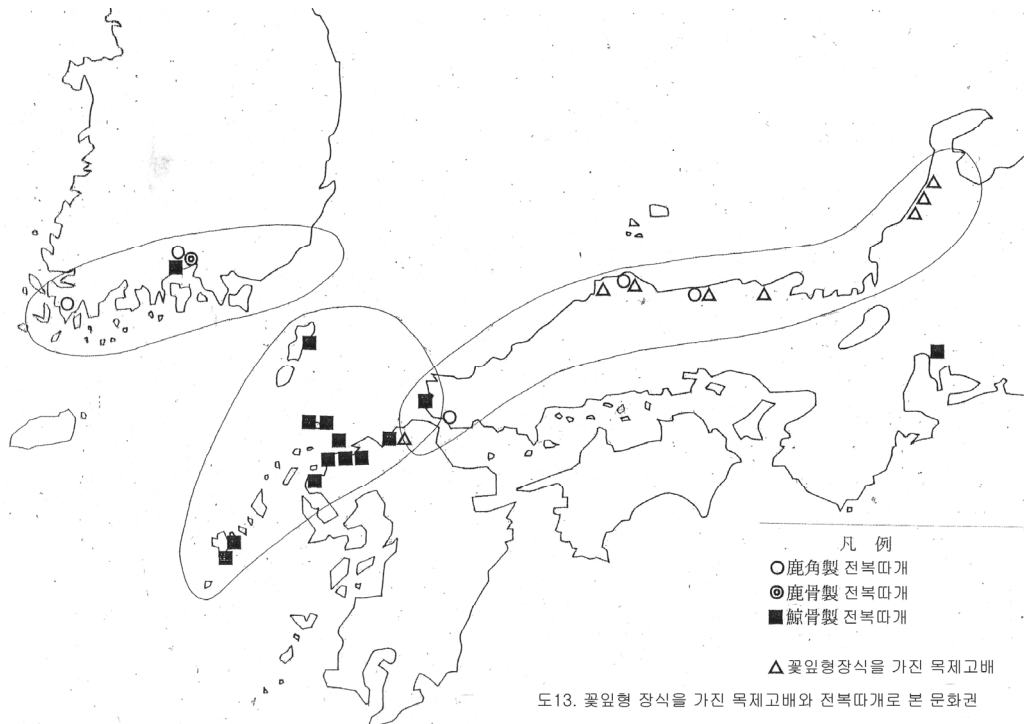 凡 例
○鹿角製 전복따개
◎鹿骨製 전복따개
■鯨骨製 전복따개
△꽃잎형장식을 가진 목제고배
도13. 꽃잎형 장식을 가진 목제고배와 전복따개로 본 문화권